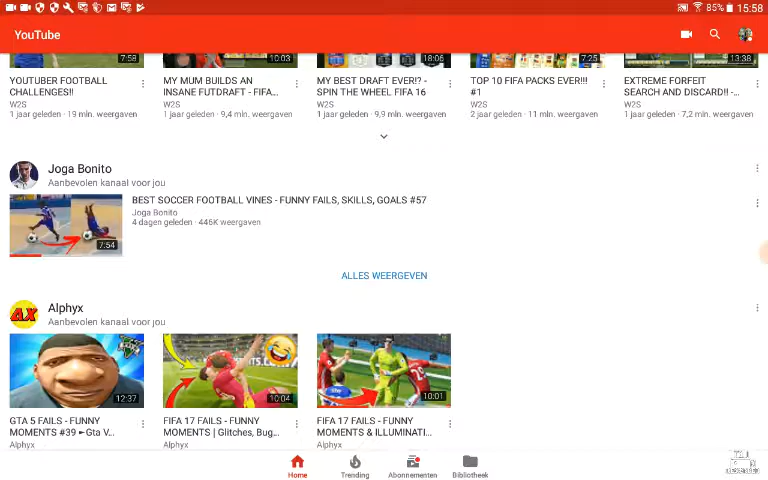 85% 15:58
YouTube
7:58
10:03
18:06
7:25
13:38
YOUTUBER FOOTBALL
CHALLENGES!!
W2S
1 jaar geleden · 19 mln. weergaven
MY MUM BUILDS AN
INSANE FUTDRAFT - FIFA...
W2S
1 jaar geleden · 9,4 mln. weergaven
MY BEST DRAFT EVER!? -
SPIN THE WHEEL FIFA 16
W2S
1 jaar geleden · 9,9 mln. weergaven
TOP 10 FIFA PACKS EVER!!!
#1
W2S
2 jaar geleden · 11 mln. weergaven
EXTREME FORFEIT
SEARCH AND DISCARD!! -...
W2S
1 jaar geleden · 7,2 mln. weergaven
Joga Bonito
Aanbevolen kanaal voor jou
7:54
BEST SOCCER FOOTBALL VINES - FUNNY FAILS, SKILLS, GOALS #57
Joga Bonito
4 dagen geleden · 446K weergaven
ALLES WEERGEVEN
AX
Alphyx
Aanbevolen kanaal voor jou
12:37
10:04
10:01
GTA 5 FAILS - FUNNY
MOMENTS #39 ►Gta V...
Alphyx
FIFA 17 FAILS - FUNNY
MOMENTS | Glitches, Bug...
Alphyx
FIFA 17 FAILS - FUNNY
MOMENTS & ILLUMINATI...
Alphyx
Home
Trending
Abonnementen
Bibliotheek